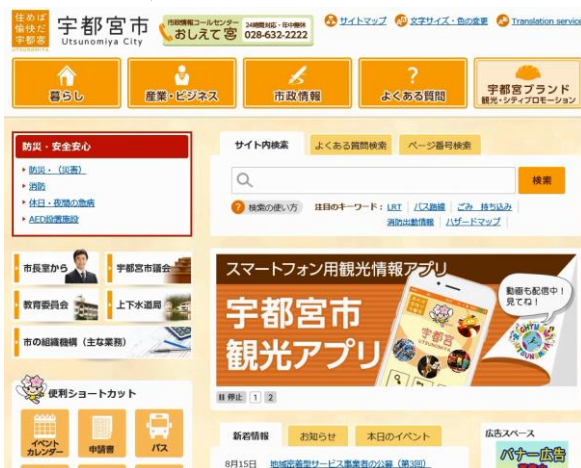 住めば
愉快だ
宇都宮
宇都宮市
Utsunomiya City
市政情報コールセンター 24時間対応・年中無休
おしえて宮 028-632-2222
サイトマップ
文字サイズ・色の変更
Translation service
暮らし
産業・ビジネス
市政情報
よくある質問
宇都宮ブランド
観光・シティプロモーション
防災・安全安心
防災・（災害）
消防
休日・夜間の急病
AED設置施設
サイト内検索
よくある質問検索
ページ番号検索
検索
検索の使い方
注目のキーワード：
LRT
バス路線
ごみ 持ち込み
消防出動情報
ハザードマップ
市長室から
宇都宮市議会
教育委員会
上下水道局
市の組織機構（主な業務）
スマートフォン用観光情報アプリ
宇都宮市
観光アプリ
動画も配信中！
見てね！
停止 1 2
便利ショートカット
イベント
カレンダー
申請書
バス
新着情報
お知らせ
本日のイベント
8月15日 地域密着型サービス事業者の公募（第3回）
広告スペース
バナー広告